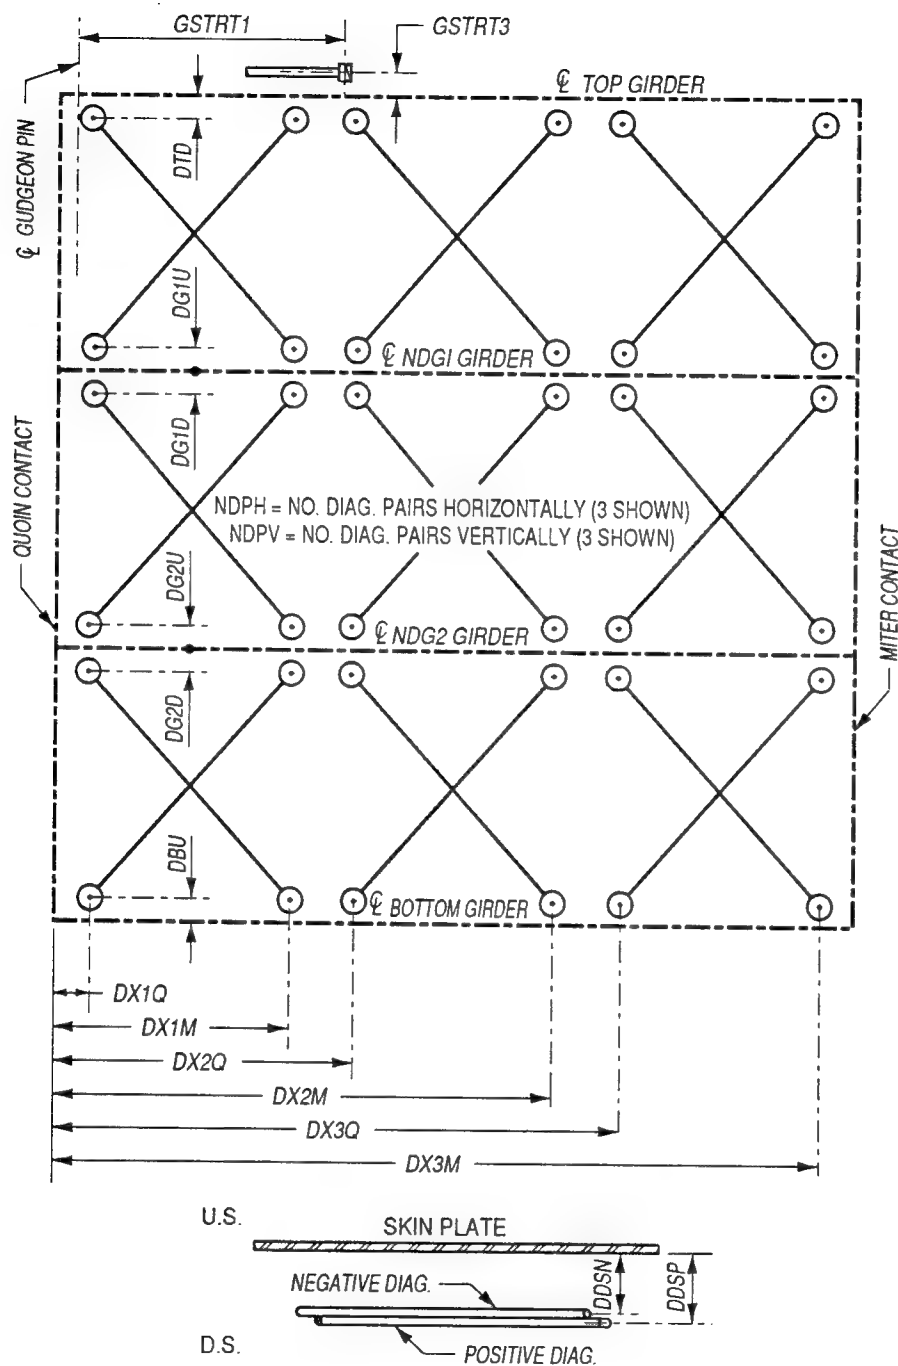 GSTRT1
GSTRT3
℄ TOP GIRDER
℄ GUDGEON PIN
DTD
DG1U
℄ NDGI GIRDER
DG1D
QUOIN CONTACT
NDPH = NO. DIAG. PAIRS HORIZONTALLY (3 SHOWN)
NDPV = NO. DIAG. PAIRS VERTICALLY (3 SHOWN)
DG2U
℄ NDG2 GIRDER
MITER CONTACT
DG2D
DBU
℄ BOTTOM GIRDER
DX1Q
DX1M
DX2Q
DX2M
DX3Q
DX3M
U.S.
SKIN PLATE
NEGATIVE DIAG.
DDSN
DDSP
D.S.
POSITIVE DIAG.